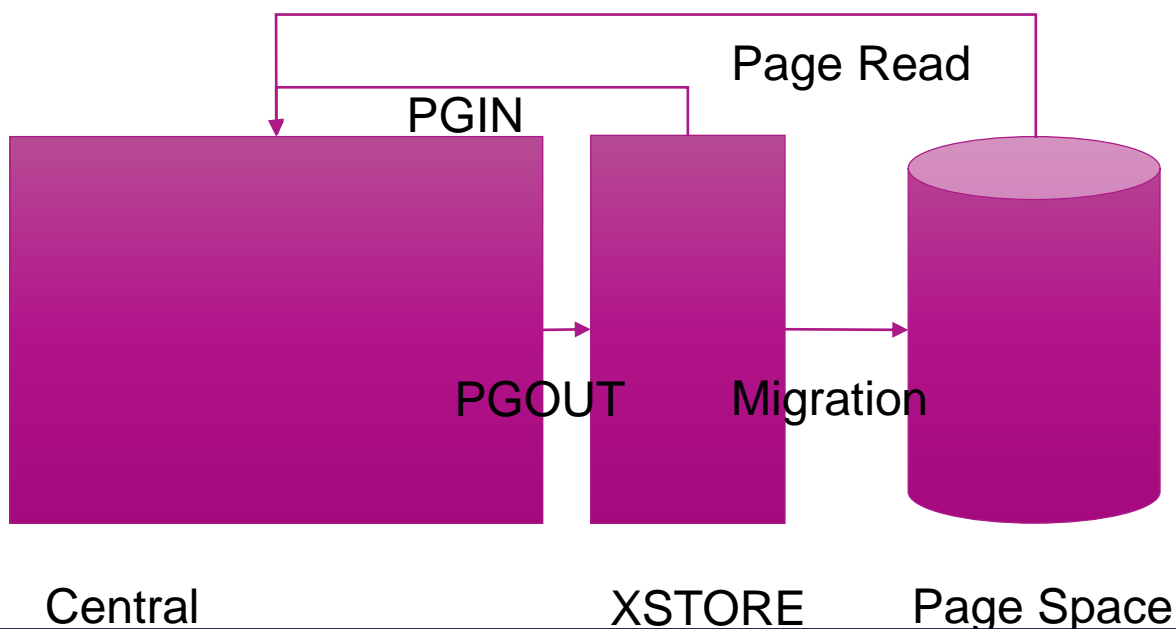 Page Read
PGIN
PGOUT
Migration
Central
XSTORE
Page Space